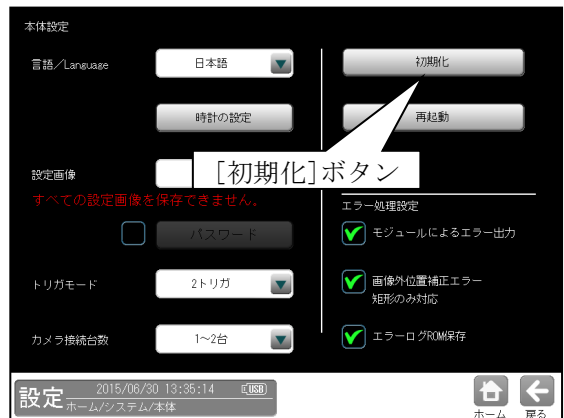 本体設定
言語／Language
日本語
初期化
時計の設定
再起動
[初期化]ボタン
設定画像
すべての設定画像を保存できません。
パスワード
エラー処理設定
モジュールによるエラー出力
トリガモード
2トリガ
画像外位置補正エラー
矩形のみ対応
カメラ接続台数
1～2台
エラーログROM保存
設定
2015/06/30 13:35:14
USB
ホーム/システム/本体
ホーム
戻る